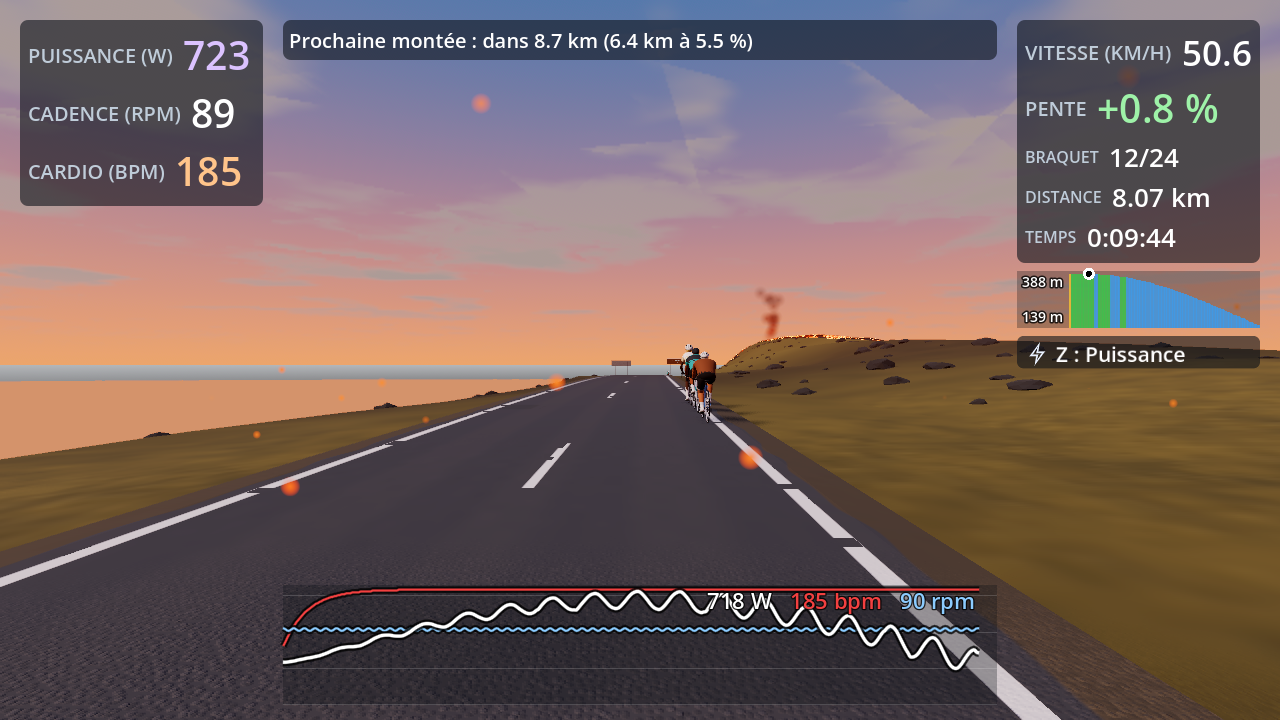 PUISSANCE (W) 723
CADENCE (RPM) 89
CARDIO (BPM) 185
Prochaine montée : dans 8.7 km (6.4 km à 5.5 %)
VITESSE (KM/H) 50.6
PENTE +0.8 %
BRAQUET 12/24
DISTANCE 8.07 km
TEMPS 0:09:44
388 m
139 m
Z : Puissance
718 W 185 bpm 90 rpm